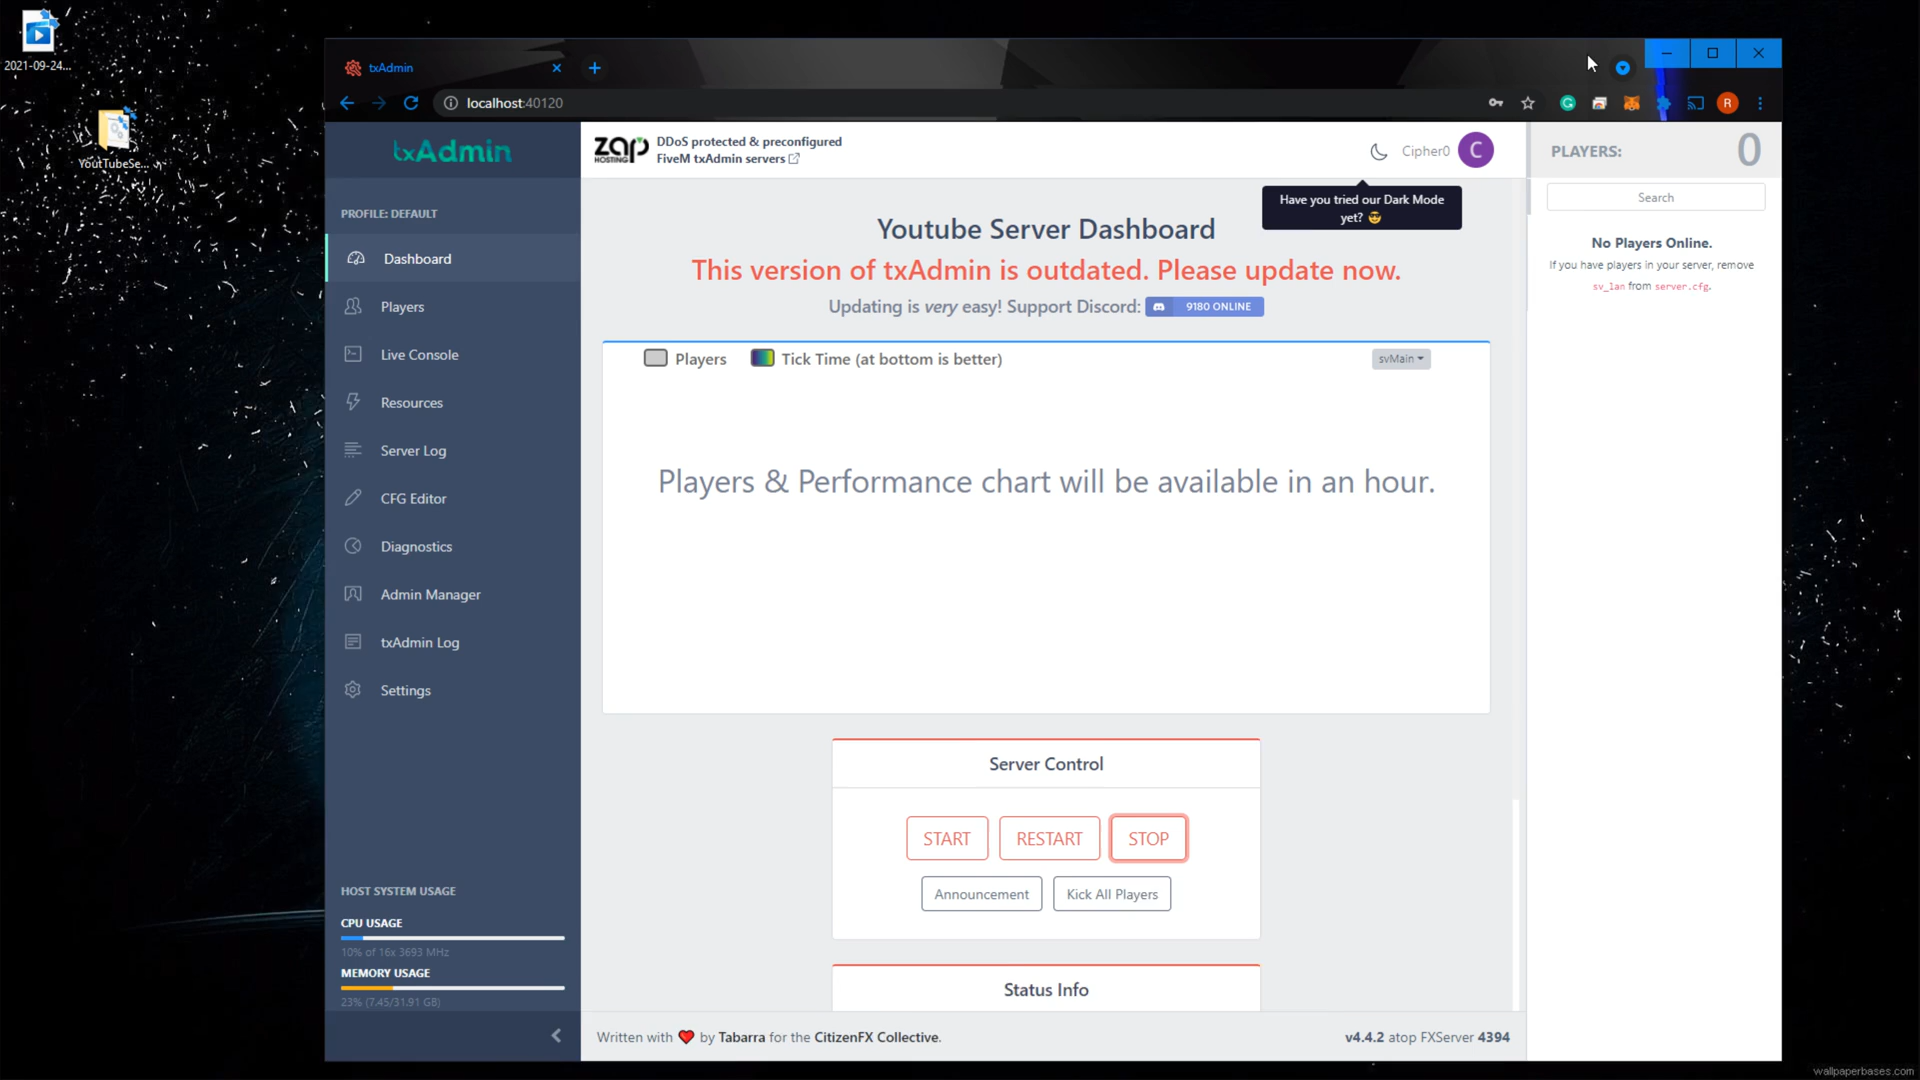 2021-09-24...
YoutTubeSe...
txAdmin
localhost:40120
R
txAdmin
ZAP HOSTING
DDoS protected & preconfigured
FiveM txAdmin servers
Cipher0
C
Have you tried our Dark Mode
yet? 😎
PLAYERS:
0
Search
No Players Online.
If you have players in your server, remove
sv_lan from server.cfg.
PROFILE: DEFAULT
Dashboard
Players
Live Console
Resources
Server Log
CFG Editor
Diagnostics
Admin Manager
txAdmin Log
Settings
HOST SYSTEM USAGE
CPU USAGE
10% of 16x 3693 MHz
MEMORY USAGE
23% (7.45/31.91 GB)
Youtube Server Dashboard
This version of txAdmin is outdated. Please update now.
Updating is very easy! Support Discord: 9180 ONLINE
Players
Tick Time (at bottom is better)
svMain
Players & Performance chart will be available in an hour.
Server Control
START
RESTART
STOP
Announcement
Kick All Players
Status Info
Written with ❤ by Tabarra for the CitizenFX Collective.
v4.4.2 atop FXServer 4394
wallpaperbases.com